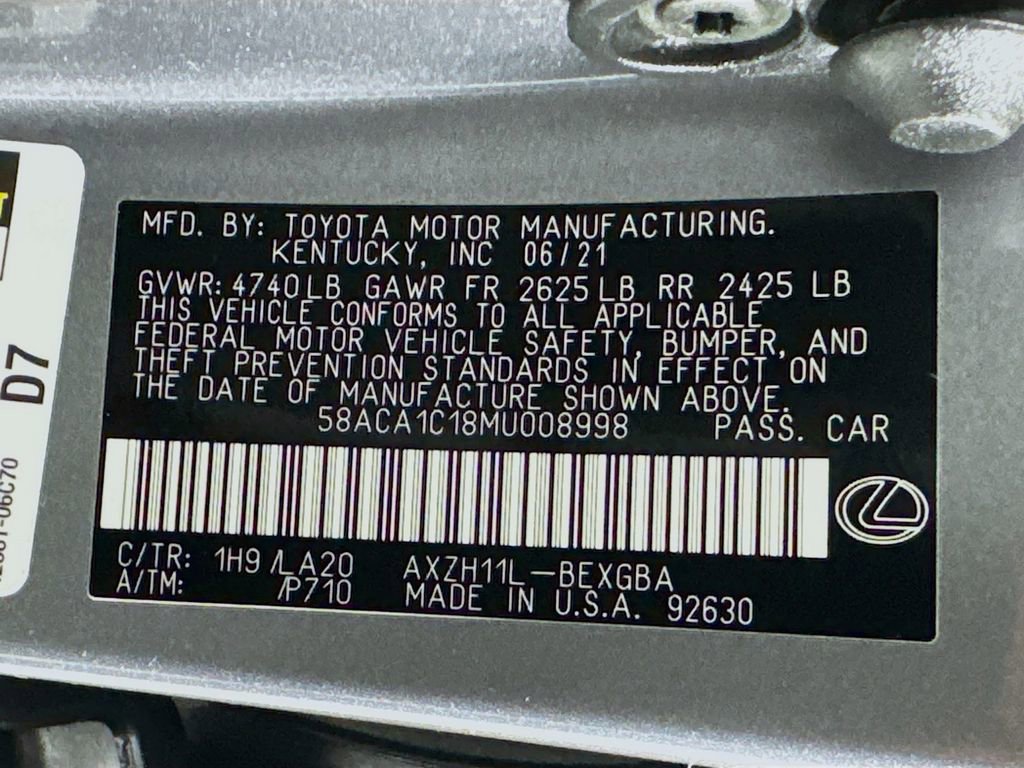 MFD. BY: TOYOTA MOTOR MANUFACTURING.
KENTUCKY, INC 06/21
GVWR: 4740LB GAWR FR 2625LB RR 2425 LB
THIS VEHICLE CONFORMS TO ALL APPLICABLE
FEDERAL MOTOR VEHICLE SAFETY, BUMPER, AND
THEFT PREVENTION STANDARDS IN EFFECT ON
THE DATE OF MANUFACTURE SHOWN ABOVE.
58ACA1C18MU008998 PASS. CAR
C/TR: 1H9 /LA20 AXZH11L-BEXGBA
A/TM: /P710 MADE IN U.S.A. 92630
D7